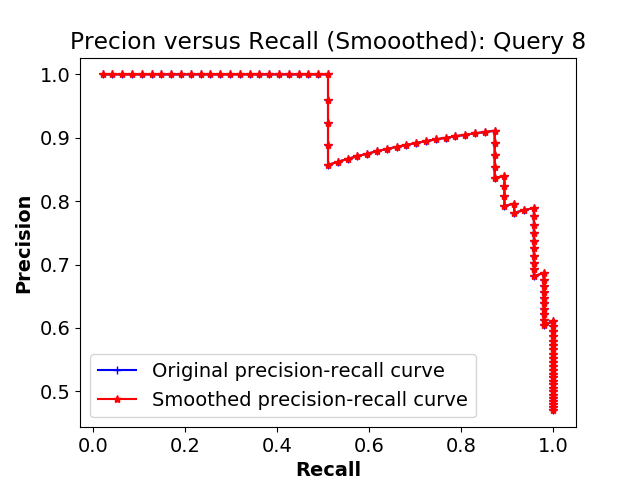 Precion versus Recall (Smooothed): Query 8
1.0
0.9
0.8
0.7
0.6
0.5
Precision
Original precision-recall curve
Smoothed precision-recall curve
0.0 0.2 0.4 0.6 0.8 1.0
Recall